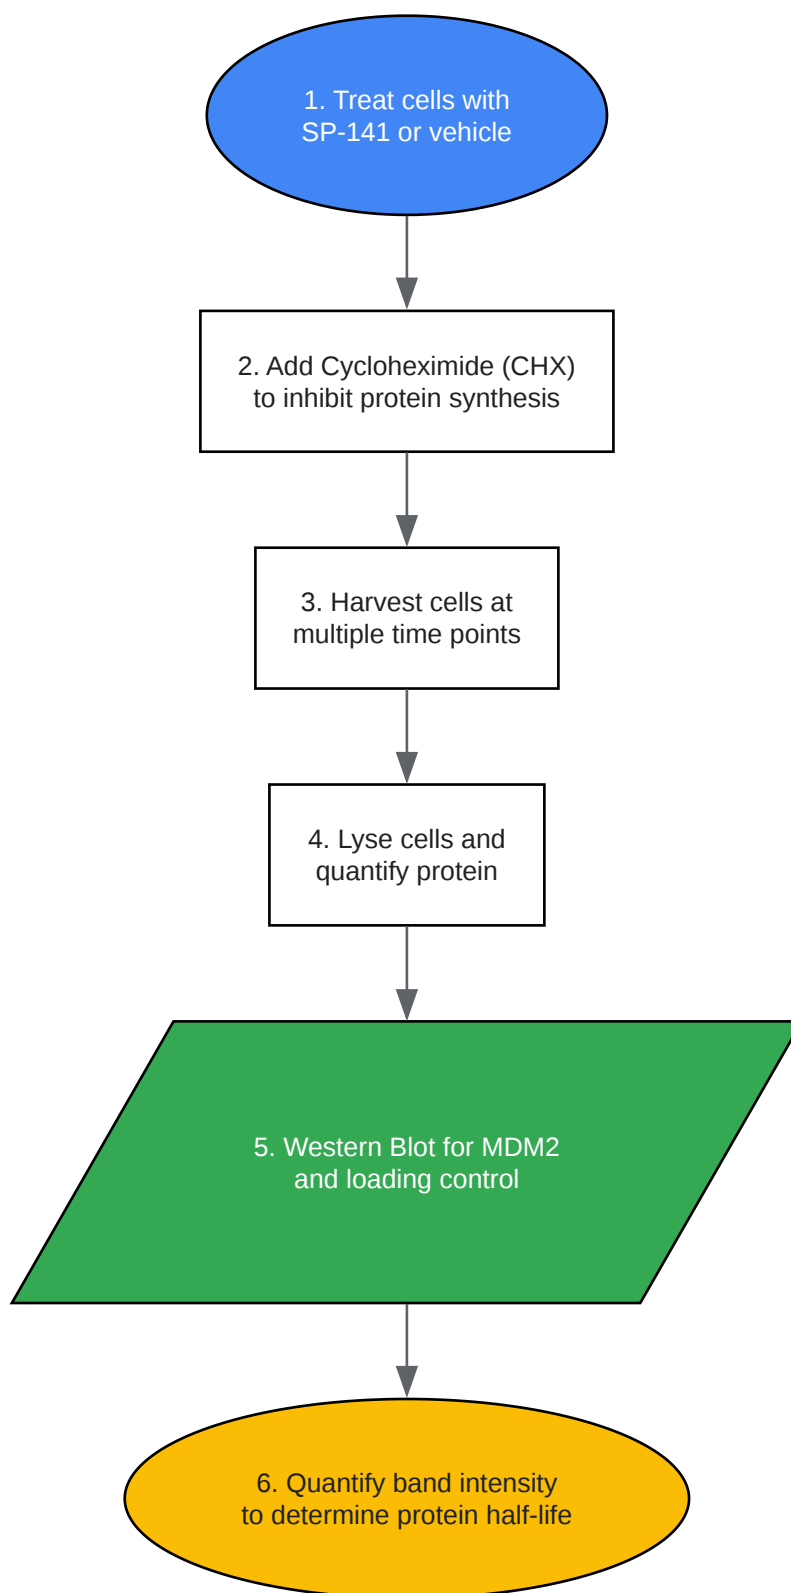 1. Treat cells with
SP-141 or vehicle
2. Add Cycloheximide (CHX)
to inhibit protein synthesis
3. Harvest cells at
multiple time points
4. Lyse cells and
quantify protein
5. Western Blot for MDM2
and loading control
6. Quantify band intensity
to determine protein half-life